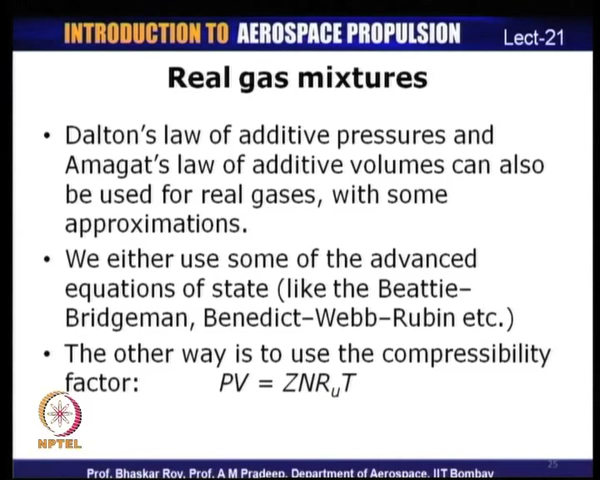 INTRODUCTION TO AEROSPACE PROPULSION Lect-21
Real gas mixtures
• Dalton's law of additive pressures and
Amagat's law of additive volumes can also
be used for real gases, with some
approximations.
• We either use some of the advanced
equations of state (like the Beattie–
Bridgeman, Benedict–Webb–Rubin etc.)
• The other way is to use the compressibility
factor: PV = ZNRuT
NPTEL
25
Prof. Bhaskar Roy, Prof. A M Pradeep, Department of Aerospace, IIT Bombay